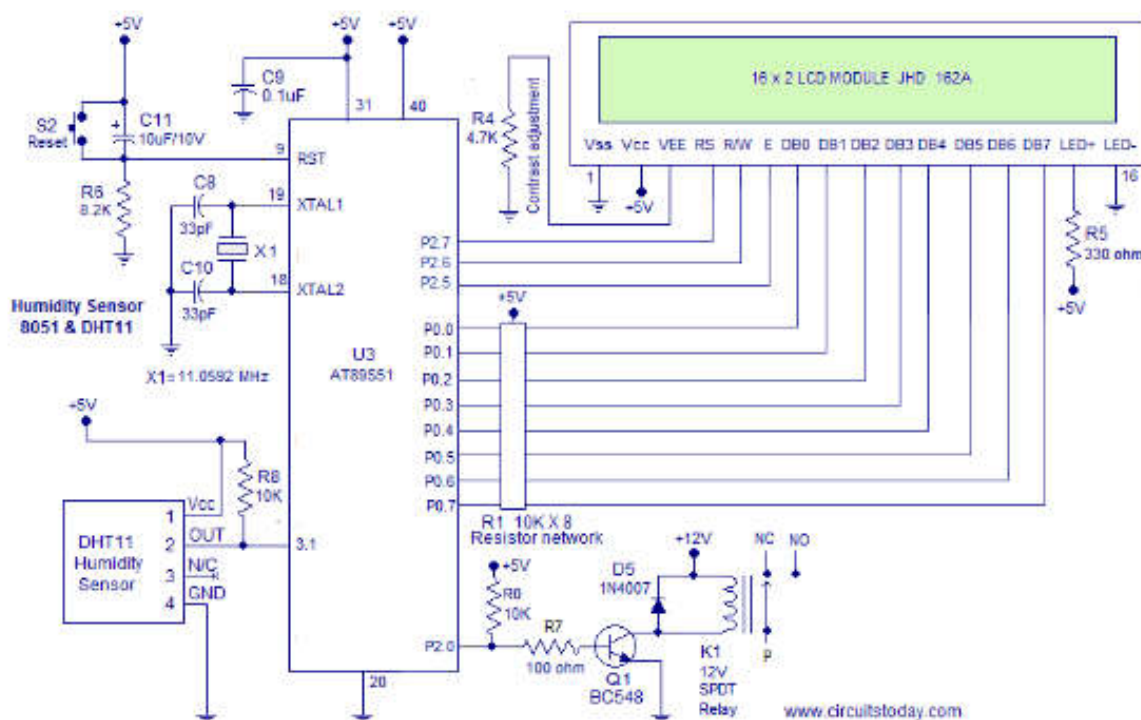 +5V
+5V
+5V
C9
0.1uF
31
40
S2
Reset
C11
10uF/10V
+
9
RST
R6
8.2K
C8
33pF
19
XTAL1
X1
C10
33pF
18
XTAL2
Humidity Sensor
8051 & DHT11
X1=11.0592 MHz
U3
AT89S51
R4
4.7K
Contrast adjustment
16 x 2 LCD MODULE JHD 162A
Vss Vcc VEE RS R/W E DB0 DB1 DB2 DB3 DB4 DB5 DB6 DB7 LED+ LED-
1
16
+5V
R5
330 ohm
+5V
P2.7
P2.6
P2.5
+5V
P0.0
P0.1
P0.2
P0.3
P0.4
P0.5
P0.6
P0.7
R1 10K X 8
Resistor network
+5V
R8
10K
DHT11
Humidity
Sensor
1
Vcc
2
OUT
3
N/C
4
GND
3.1
20
P2.0
+5V
10K
R7
100 ohm
Q1
BC548
D5
1N4007
+12V
K1
12V
SPDT
Relay
NC
NO
P
www.circuitstoday.com